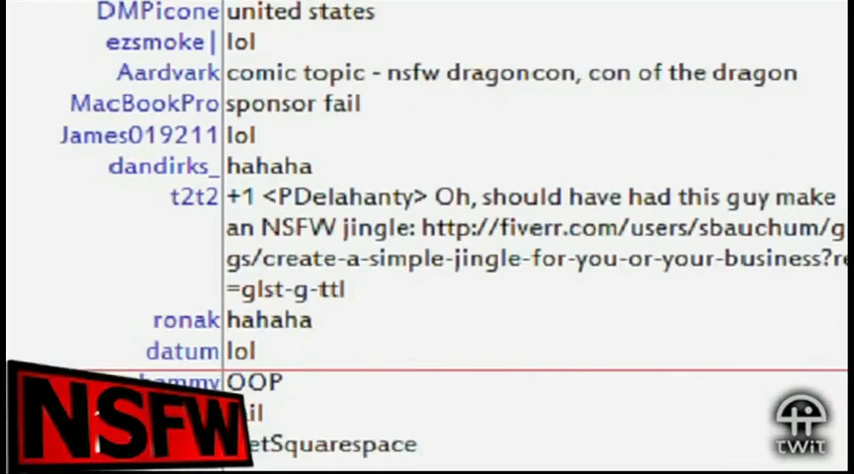 DMPicone united states
ezsmoke| lol
Aardvark comic topic - nsfw dragoncon, con of the dragon
MacBookPro sponsor fail
James019211 lol
dandirks_ hahaha
t2t2 +1 <PDelahanty> Oh, should have had this guy make
an NSFW jingle: http://fiverr.com/users/sbauchum/g
gs/create-a-simple-jingle-for-you-or-your-business?re
=glst-g-ttl
ronak hahaha
datum lol
OOP
NSFW
etSquarespace
TWiT